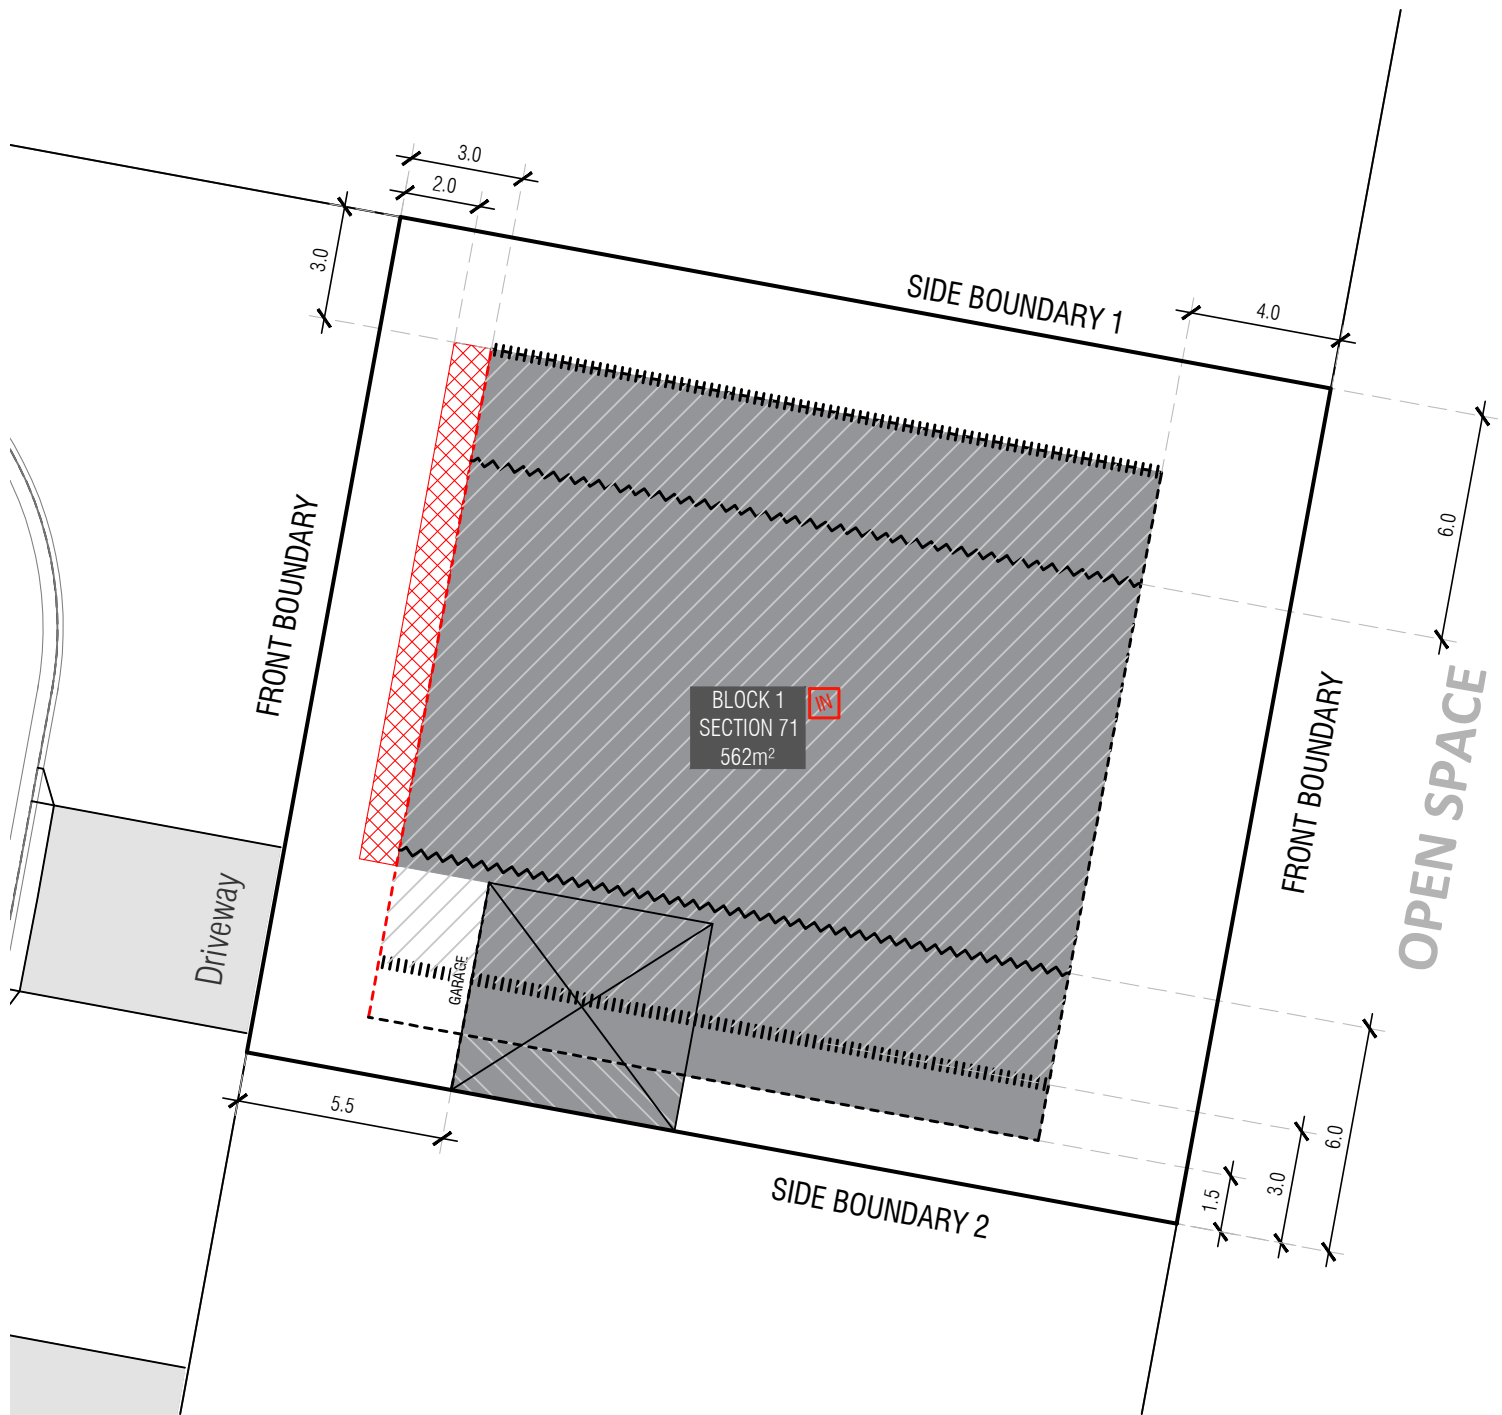 3.0
2.0
3.0
SIDE BOUNDARY 1
4.0
6.0
FRONT BOUNDARY
BLOCK 1
SECTION 71
562m²
IN
FRONT BOUNDARY
OPEN SPACE
Driveway
GARAGE
5.5
SIDE BOUNDARY 2
1.5
3.0
6.0